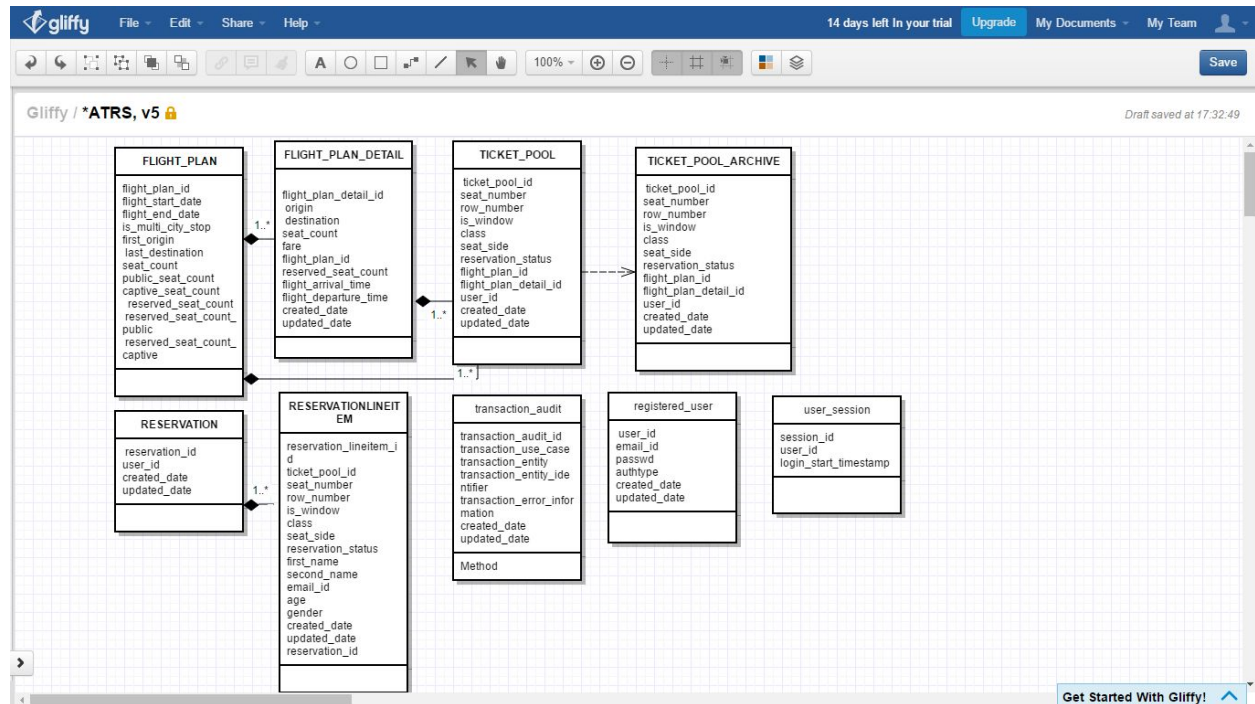 gliffy File Edit Share Help 14 days left In your trial Upgrade My Documents My Team
A 100% Save
Gliffy / *ATRS, v5 Draft saved at 17:32:49
FLIGHT_PLAN
flight_plan_id
flight_start_date
flight_end_date
is_multi_city_stop
first_origin
last_destination
seat_count
public_seat_count
captive_seat_count
reserved_seat_count
reserved_seat_count_
public
reserved_seat_count_
captive
1..*
FLIGHT_PLAN_DETAIL
flight_plan_detail_id
origin
destination
seat_count
fare
flight_plan_id
reserved_seat_count
flight_arrival_time
flight_departure_time
created_date
updated_date
1..*
TICKET_POOL
ticket_pool_id
seat_number
row_number
is_window
class
seat_side
reservation_status
flight_plan_id
flight_plan_detail_id
user_id
created_date
updated_date
1..*
TICKET_POOL_ARCHIVE
ticket_pool_id
seat_number
row_number
is_window
class
seat_side
reservation_status
flight_plan_id
flight_plan_detail_id
user_id
created_date
updated_date
RESERVATION
reservation_id
user_id
created_date
updated_date
1..*
RESERVATIONLINEIT
EM
reservation_lineitem_i
d
ticket_pool_id
seat_number
row_number
is_window
class
seat_side
reservation_status
first_name
second_name
email_id
age
gender
created_date
updated_date
reservation_id
transaction_audit
transaction_audit_id
transaction_use_case
transaction_entity
transaction_entity_ide
ntifier
transaction_error_infor
mation
created_date
updated_date
Method
registered_user
user_id
email_id
passwd
authtype
created_date
updated_date
user_session
session_id
user_id
login_start_timestamp
Get Started With Gliffy!